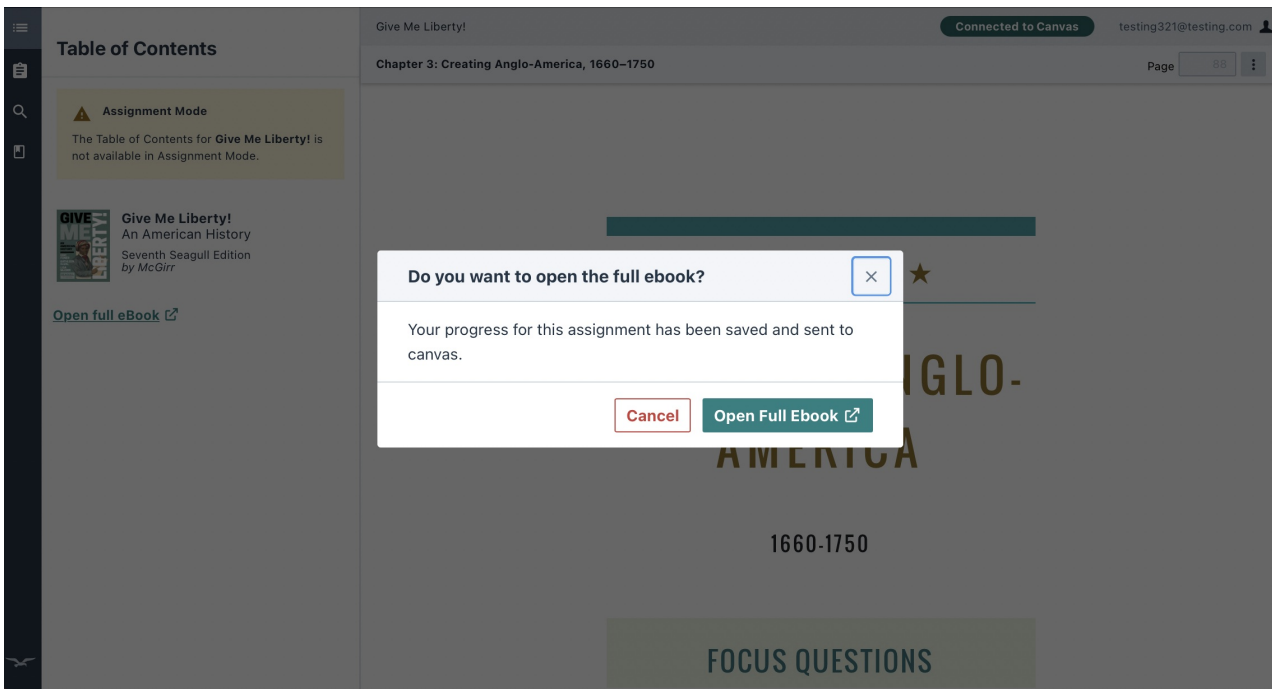 Table of Contents
Assignment Mode
The Table of Contents for Give Me Liberty! is
not available in Assignment Mode.
GIVE
ME
LIBERTY!
Give Me Liberty!
An American History
Seventh Seagull Edition
by McGirr
Open full eBook
Give Me Liberty!
Connected to Canvas
testing321@testing.com
Chapter 3: Creating Anglo-America, 1660–1750
Page 88
Do you want to open the full ebook?
Your progress for this assignment has been saved and sent to
canvas.
Cancel
Open Full Ebook
NGLO-
AMERICA
1660-1750
FOCUS QUESTIONS